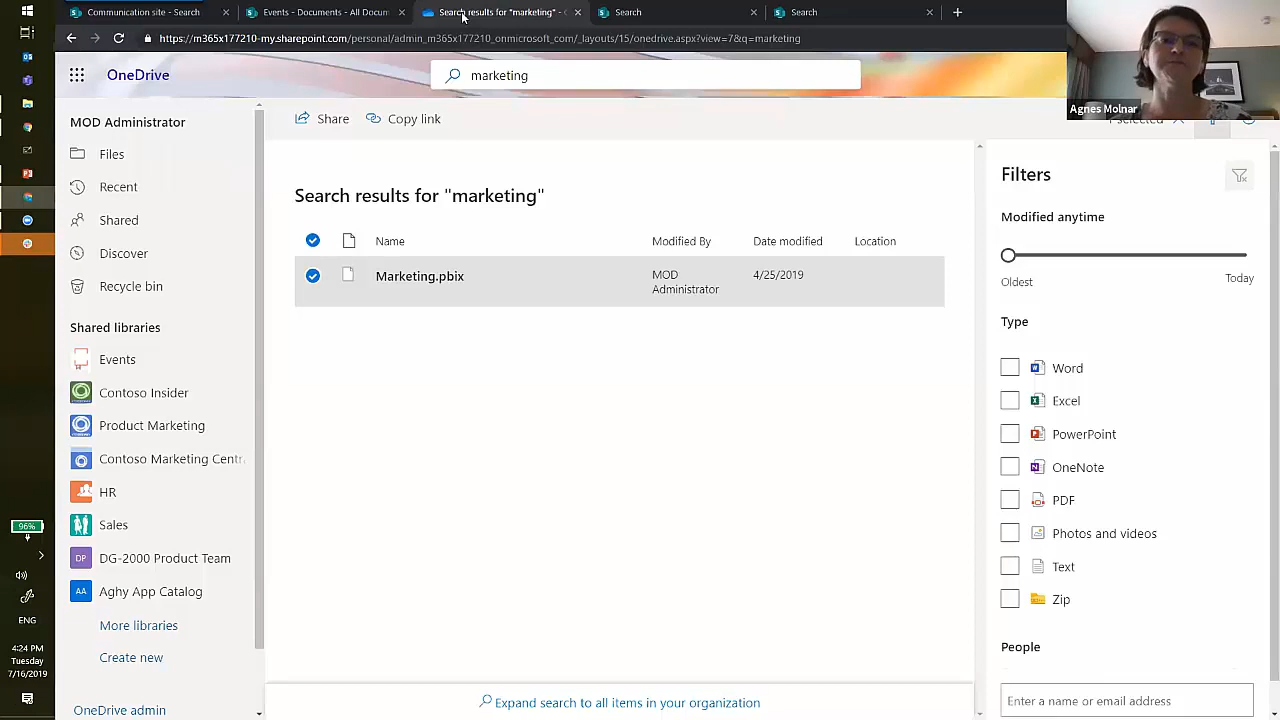 Communication site - Search
Events - Documents - All Docum
Search results for "marketing" -
Search
Search
https://m365x177210-my.sharepoint.com/personal/admin_m365x177210_onmicrosoft_com/_layouts/15/onedrive.aspx?view=7&q=marketing
OneDrive
marketing
Agnes Molnar
MOD Administrator
Files
Recent
Shared
Discover
Recycle bin
Shared libraries
Events
Contoso Insider
Product Marketing
Contoso Marketing Centr
HR
Sales
DP DG-2000 Product Team
AA Aghy App Catalog
More libraries
Create new
OneDrive admin
Share
Copy link
1 selected
Search results for "marketing"
Name
Modified By
Date modified
Location
Marketing.pbix
MOD
Administrator
4/25/2019
Expand search to all items in your organization
Filters
Modified anytime
Oldest
Today
Type
Word
Excel
PowerPoint
OneNote
PDF
Photos and videos
Text
Zip
People
Enter a name or email address
96%
ENG
4:24 PM
Tuesday
7/16/2019